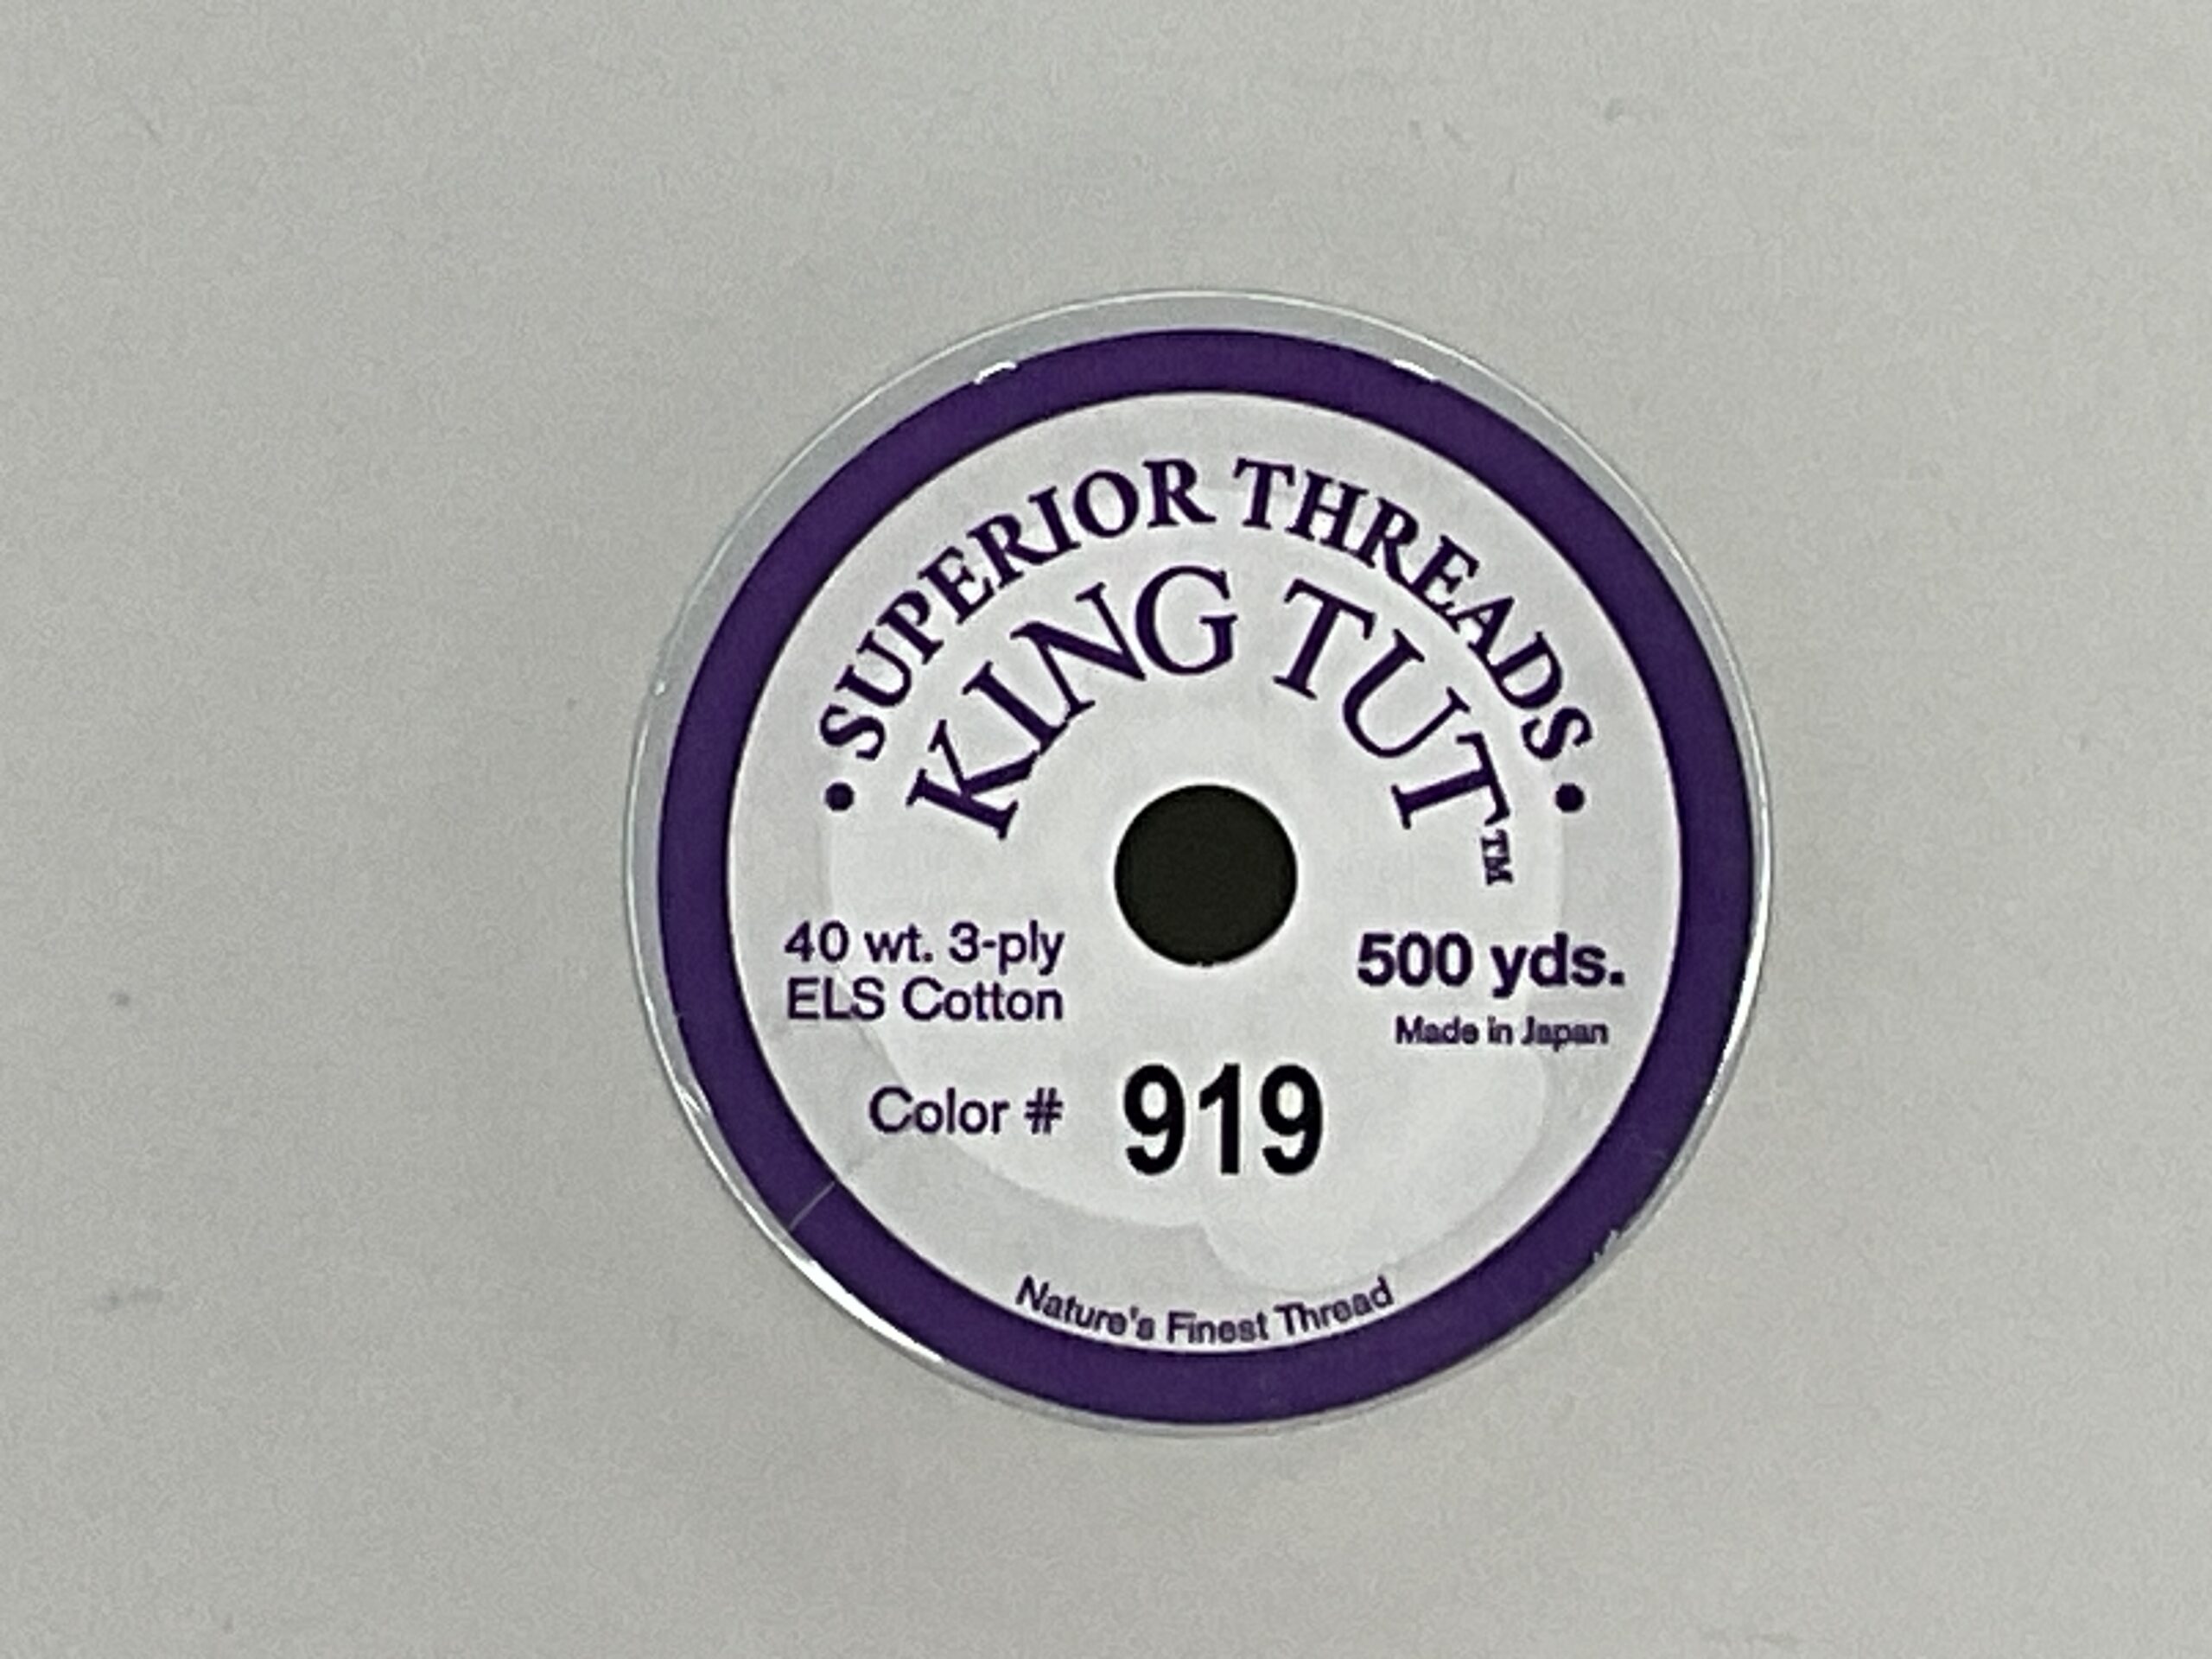 • SUPERIOR THREADS •
KING TUT™
40 wt. 3-ply
ELS Cotton
500 yds.
Made in Japan
Color # 919
Nature's Finest Thread